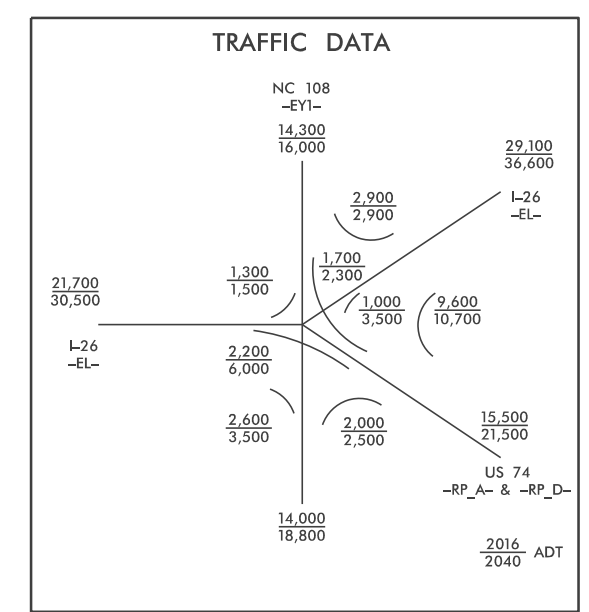 TRAFFIC DATA
NC 108
–EY1–
14,300
16,000
29,100
36,600
I–26
–EL–
2,900
2,900
1,700
2,300
1,300
1,500
21,700
30,500
1,000
3,500
9,600
10,700
I–26
–EL–
2,200
6,000
2,600
3,500
2,000
2,500
15,500
21,500
US 74
–RP_A– & –RP_D–
14,000
18,800
2016
2040 ADT